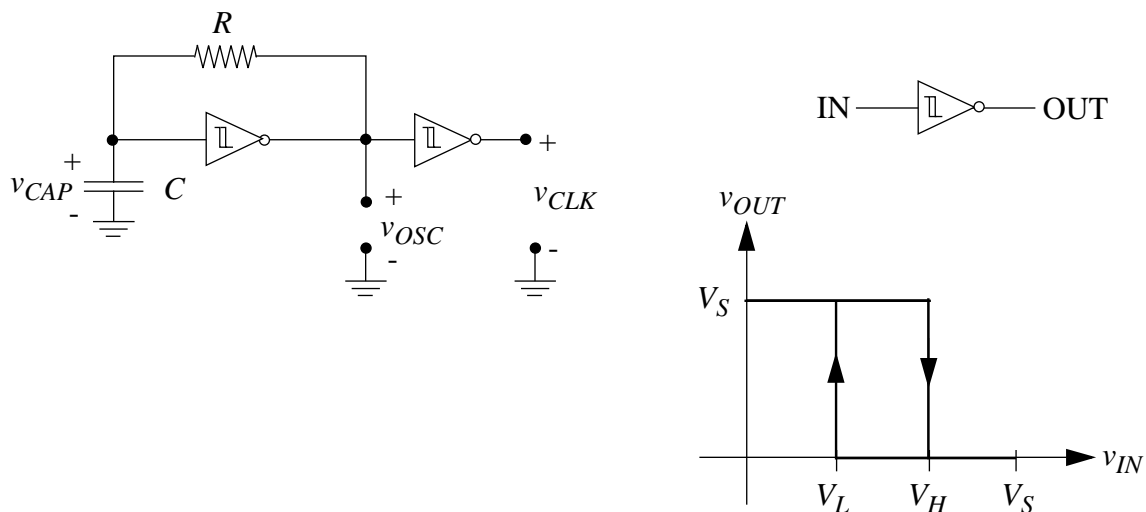 R
IN OUT
+
v_CAP C
-
+
v_OSC
-
+
v_CLK
-
v_OUT
V_S
v_IN
V_L V_H V_S